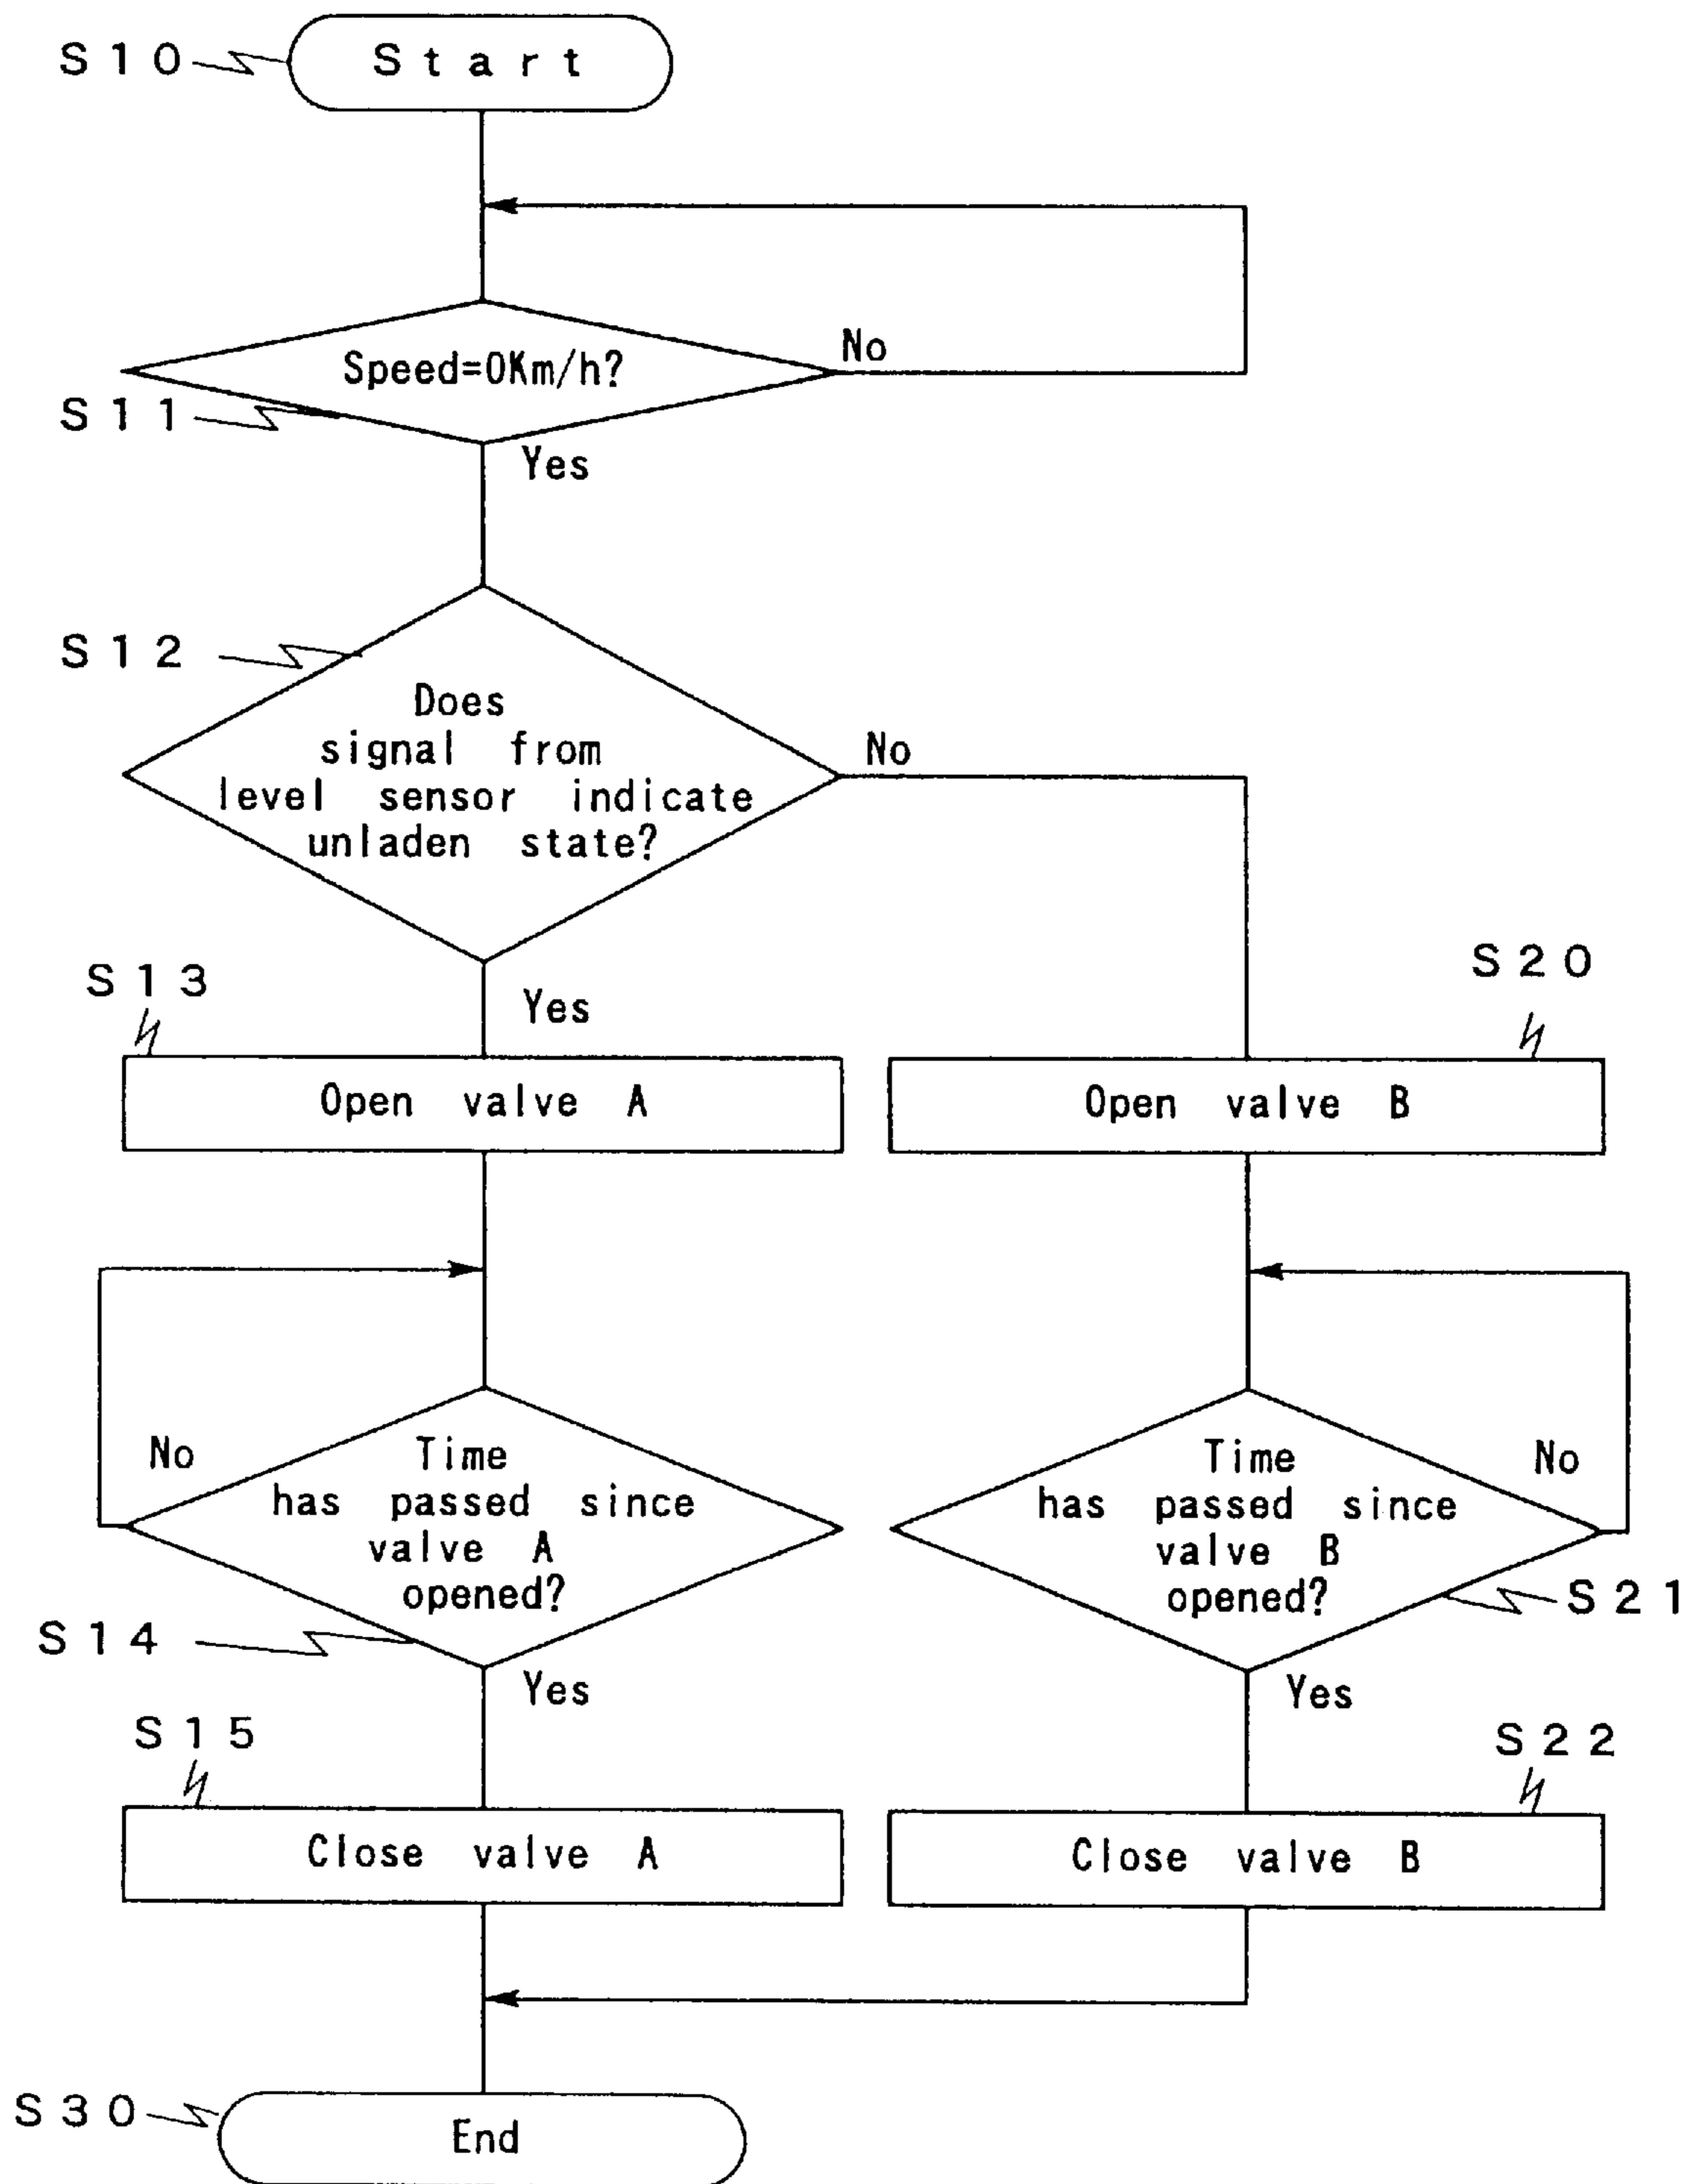 S10
Start
Speed=0Km/h?
No
S11
Yes
S12
Does
signal from
level sensor indicate
unladen state?
No
Yes
S13
Open valve A
S20
Open valve B
No
Time
has passed since
valve A
opened?
S14
Yes
Time
has passed since
valve B
opened?
No
S21
Yes
S15
Close valve A
S22
Close valve B
S30
End